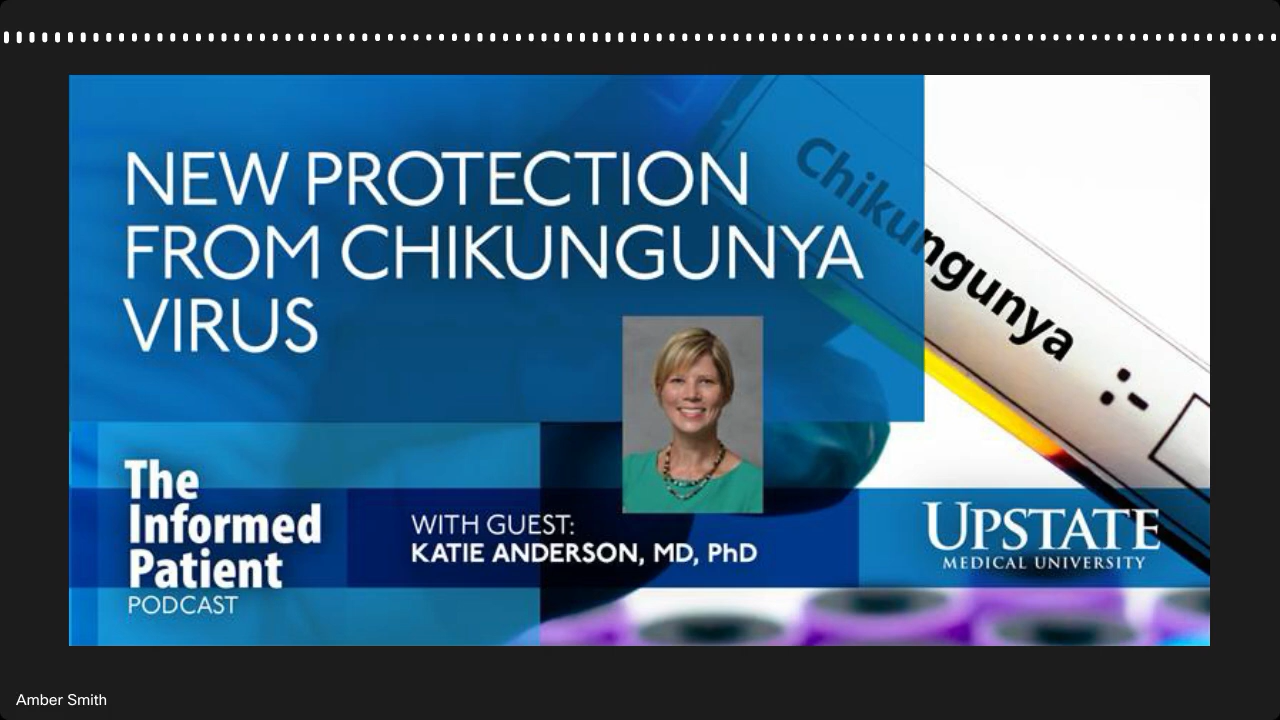 NEW PROTECTION
FROM CHIKUNGUNYA
VIRUS
Chikungunya
The
Informed
Patient
PODCAST
WITH GUEST:
KATIE ANDERSON, MD, PhD
UPSTATE
MEDICAL UNIVERSITY
Amber Smith